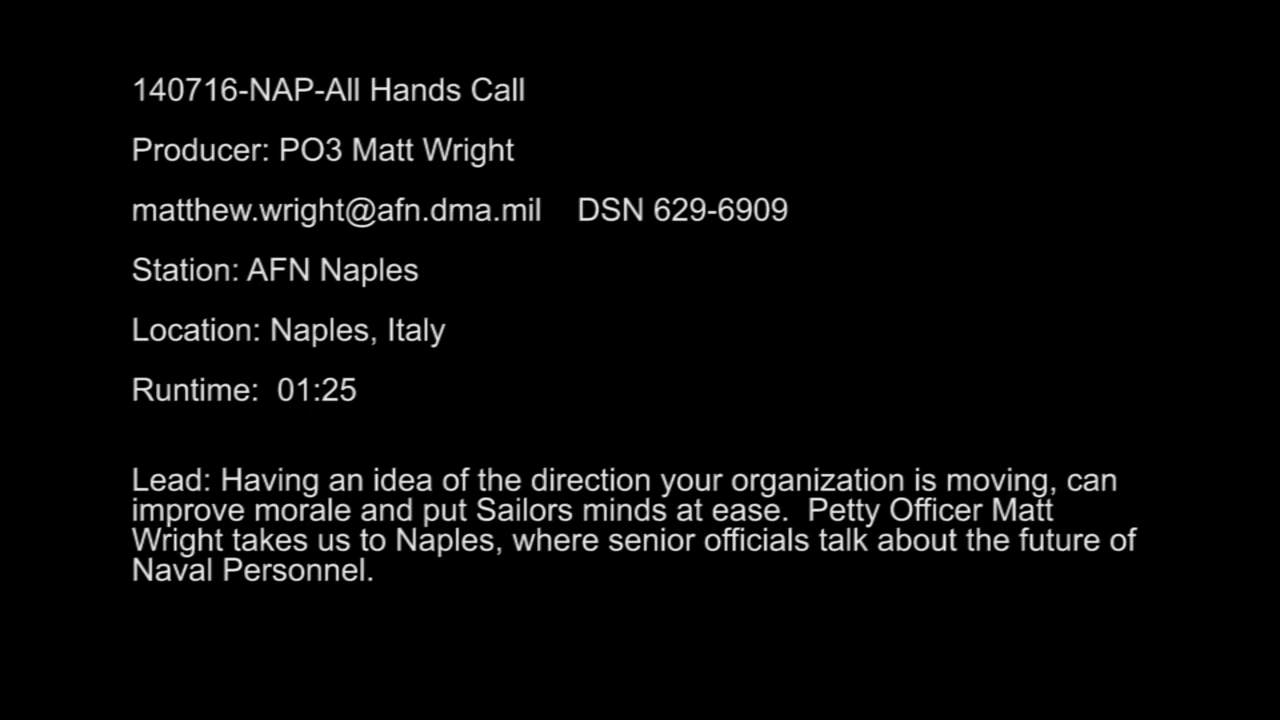 140716-NAP-All Hands Call
Producer: PO3 Matt Wright
matthew.wright@afn.dma.mil    DSN 629-6909
Station: AFN Naples
Location: Naples, Italy
Runtime:  01:25
Lead: Having an idea of the direction your organization is moving, can
improve morale and put Sailors minds at ease.  Petty Officer Matt
Wright takes us to Naples, where senior officials talk about the future of
Naval Personnel.